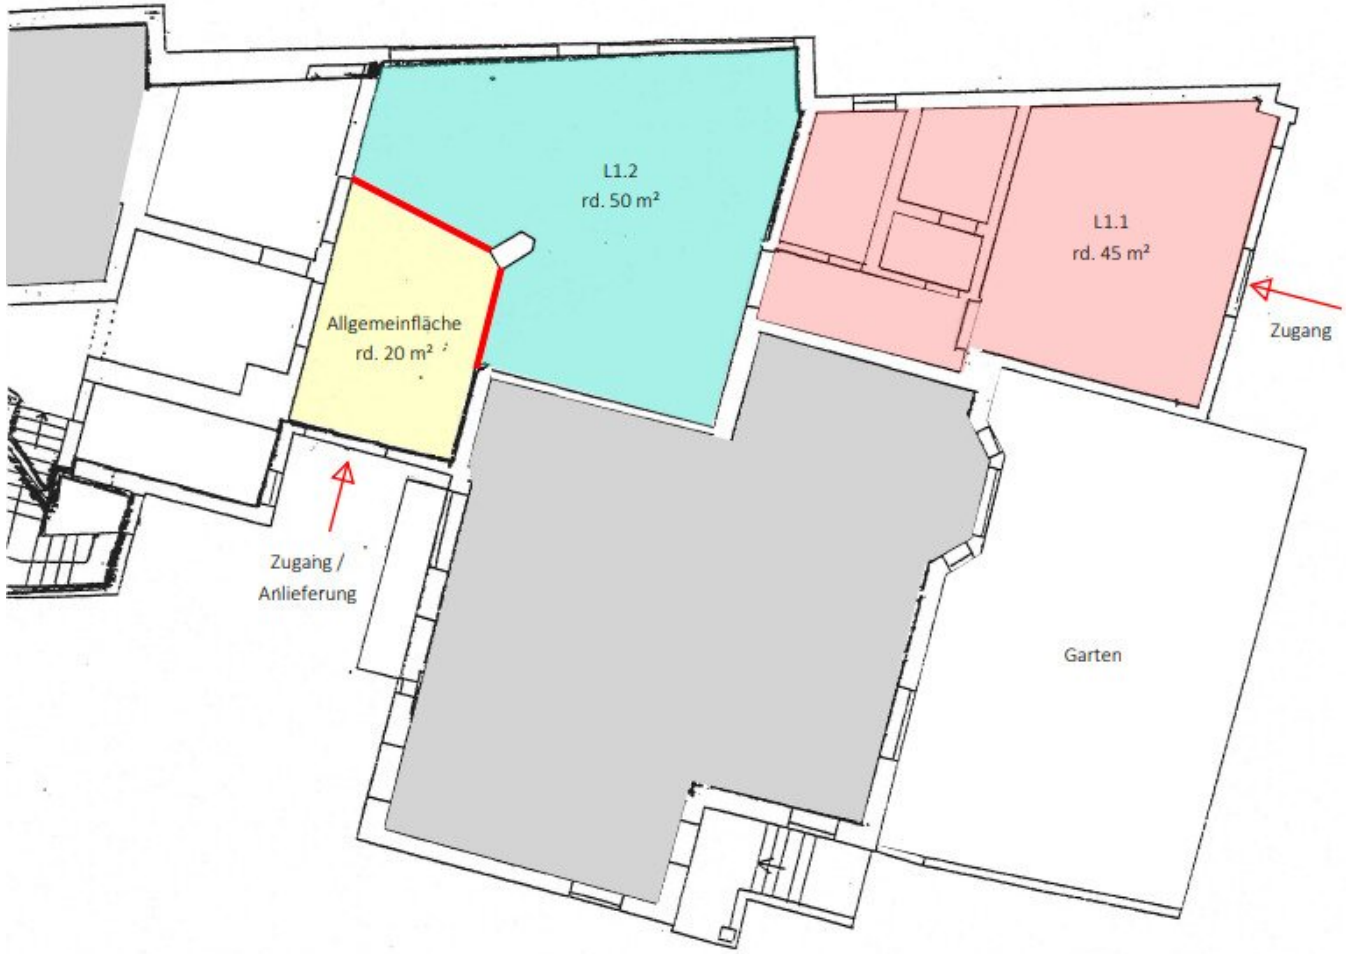 L1.2
rd. 50 m²
L1.1
rd. 45 m²
Zugang
Allgemeinfläche
rd. 20 m²
Zugang /
Anlieferung
Garten